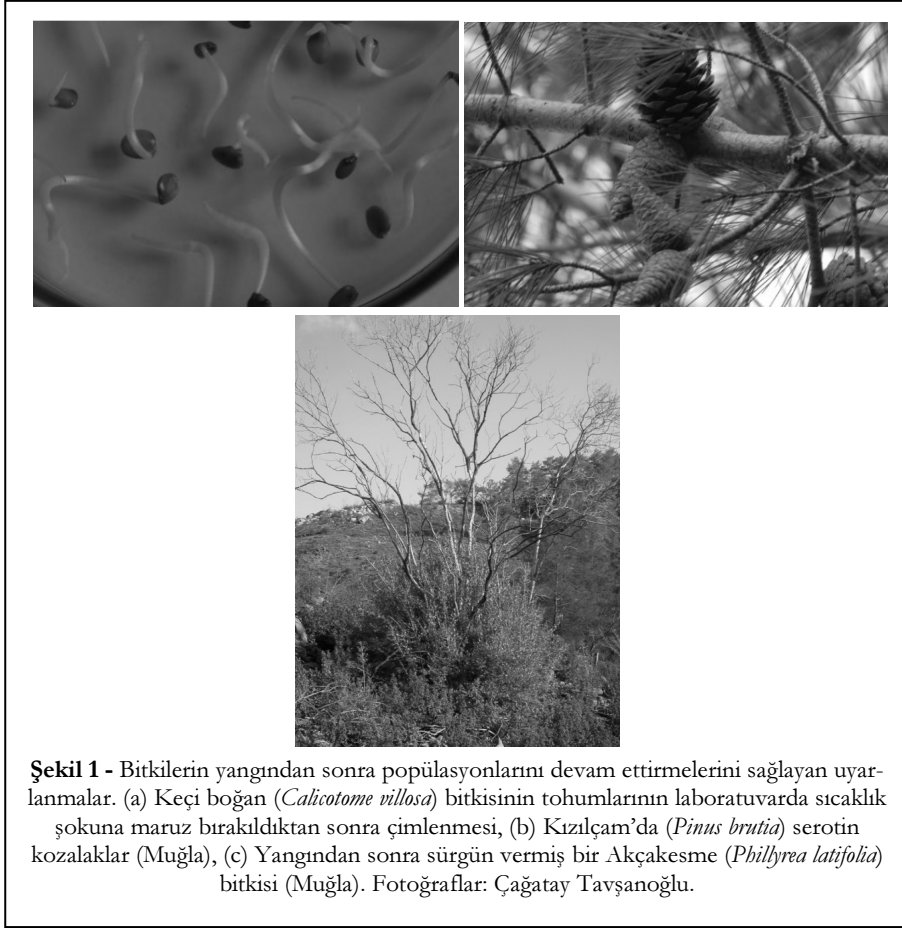 Şekil 1 - Bitkilerin yangından sonra popülasyonlarını devam ettirmelerini sağlayan uyar-
lanmalar. (a) Keçi boğan (Calicotome villosa) bitkisinin tohumlarının laboratuvarda sıcaklık
şokuna maruz bırakıldıktan sonra çimlenmesi, (b) Kızılçam’da (Pinus brutia) serotin
kozalaklar (Muğla), (c) Yangından sonra sürgün vermiş bir Akçakesme (Phillyrea latifolia)
bitkisi (Muğla). Fotoğraflar: Çağatay Tavşanoğlu.